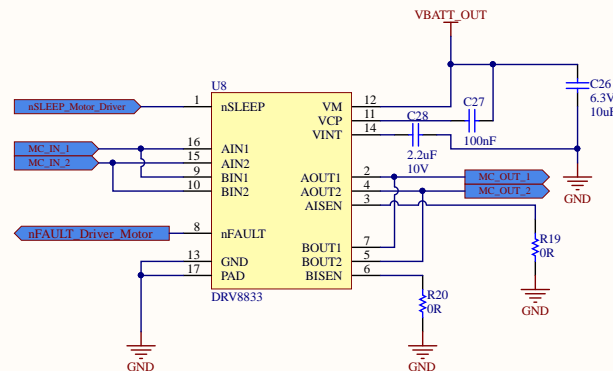 VBATT_OUT
U8
nSLEEP_Motor_Driver
1 nSLEEP
VM 12
VCP 11
VINT 14
C28
2.2uF
10V
C27
100nF
C26
6.3V
10uF
GND
MC_IN_1
MC_IN_2
16 AIN1
15 AIN2
9 BIN1
10 BIN2
AOUT1 2
AOUT2 4
AISEN 3
MC_OUT_1
MC_OUT_2
nFAULT_Driver_Motor
8 nFAULT
13 GND
17 PAD
BOUT1 7
BOUT2 5
BISEN 6
R19
0R
GND
DRV8833
R20
0R
GND
GND